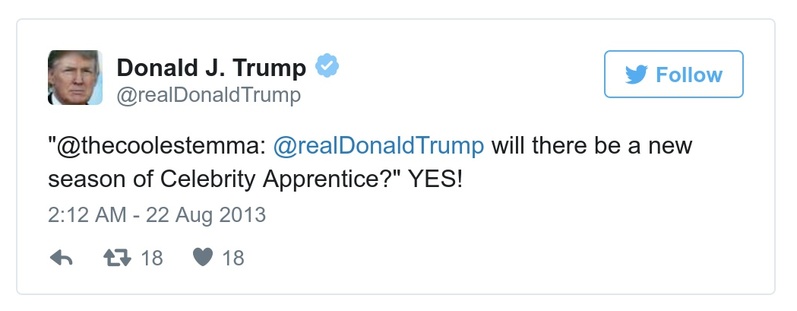 Donald J. Trump
@realDonaldTrump
Follow
"@thecoolestemma: @realDonaldTrump will there be a new
season of Celebrity Apprentice?" YES!
2:12 AM - 22 Aug 2013
18 18